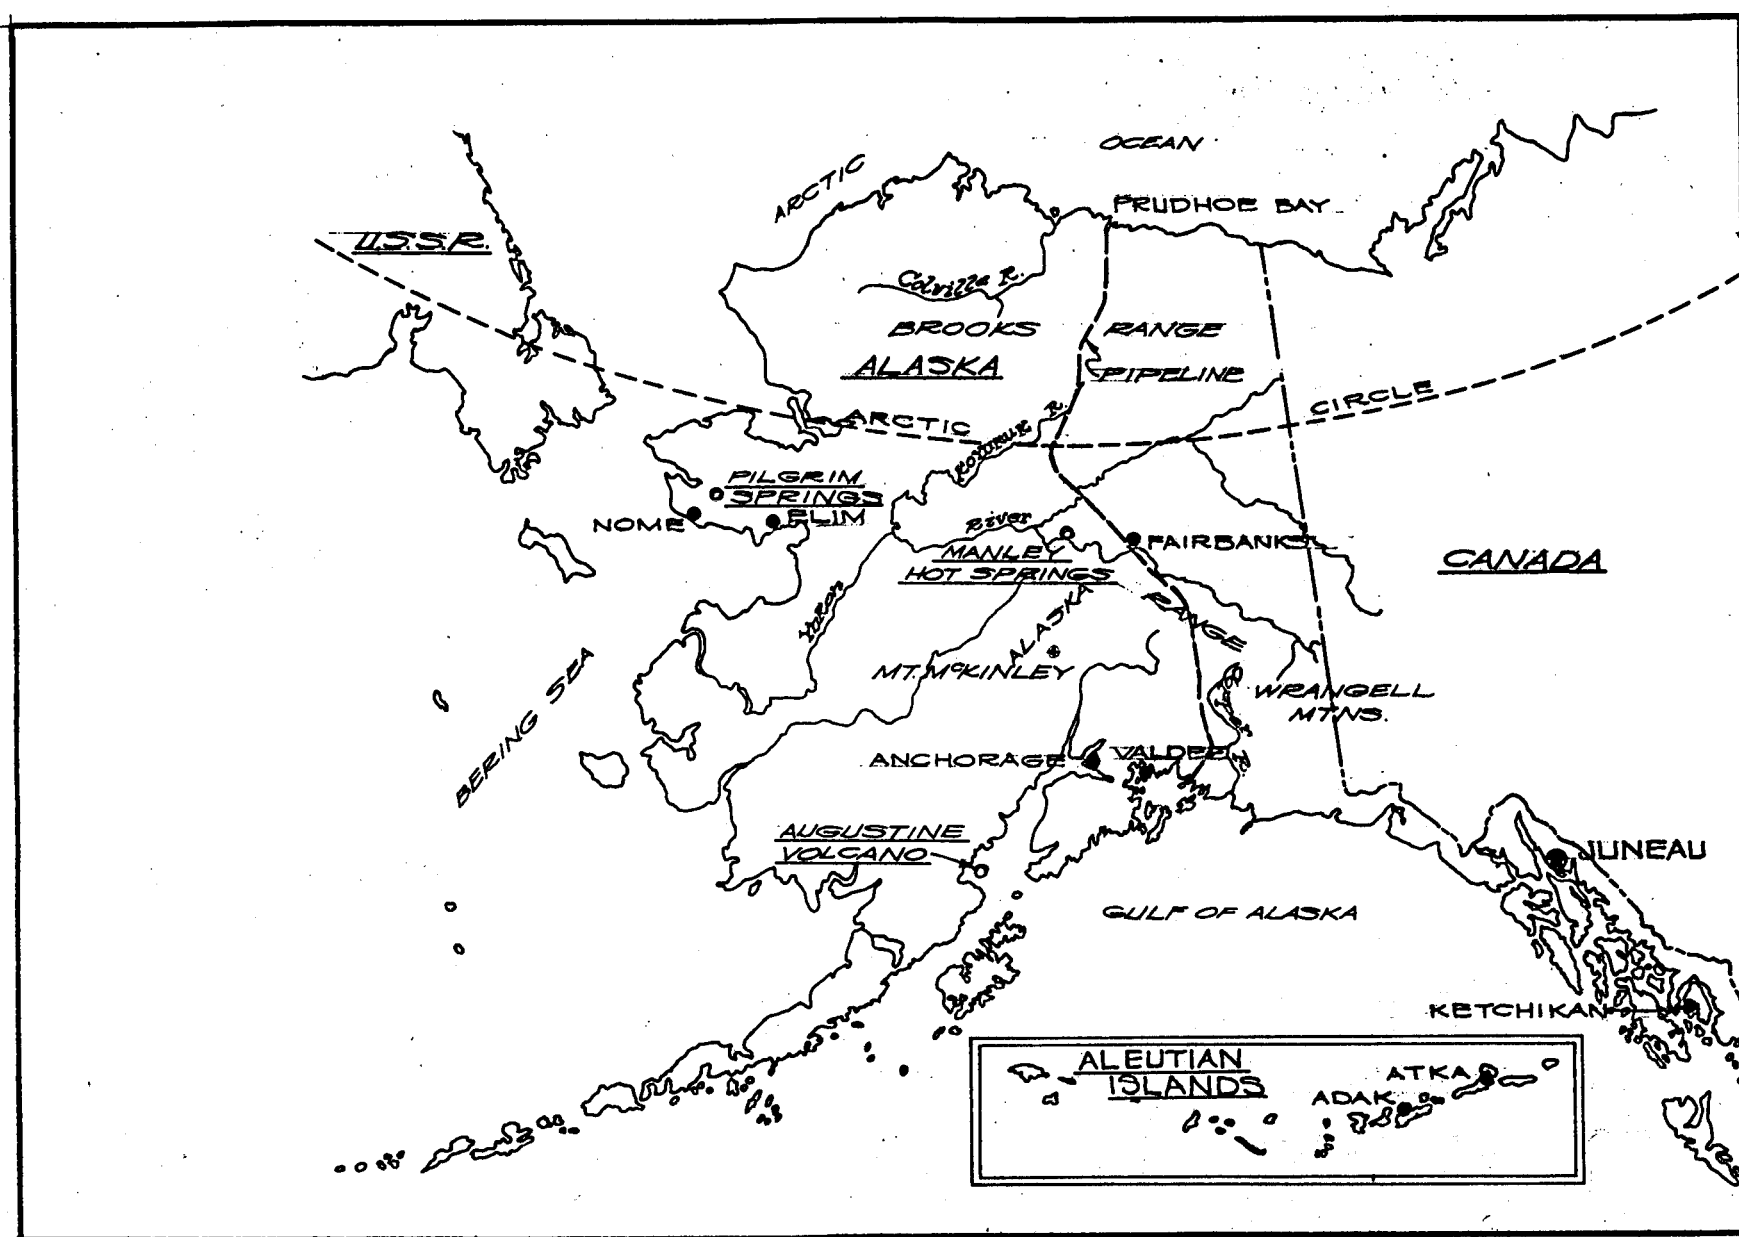 OCEAN
ARCTIC
PRUDHOE BAY
U.S.S.R.
Colville R.
BROOKS RANGE
ALASKA
PIPELINE
ARCTIC CIRCLE
KOYUKUK R.
PILGRIM
SPRINGS
NOME
ELIM
River
FAIRBANKS
MANLEY
HOT SPRINGS
CANADA
Yukon
ALASKA RANGE
MT. McKINLEY
WRANGELL
MTNS.
BERING SEA
R.
ANCHORAGE
VALDEZ
AUGUSTINE
VOLCANO
JUNEAU
GULF OF ALASKA
KETCHIKAN
ALEUTIAN
ISLANDS
ATKA
ADAK